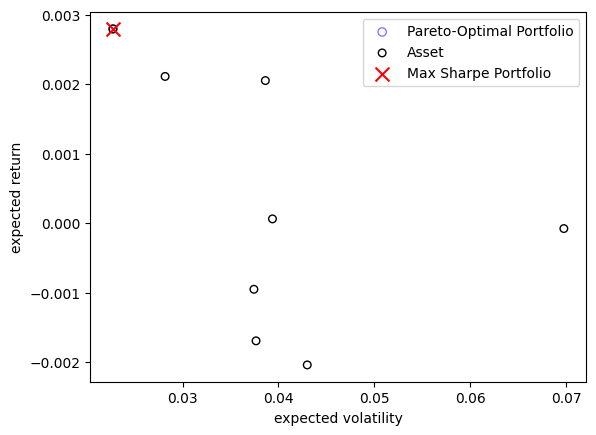 0.003
0.002
0.001
0.000
−0.001
−0.002
expected return
Pareto-Optimal Portfolio
Asset
Max Sharpe Portfolio
0.03 0.04 0.05 0.06 0.07
expected volatility